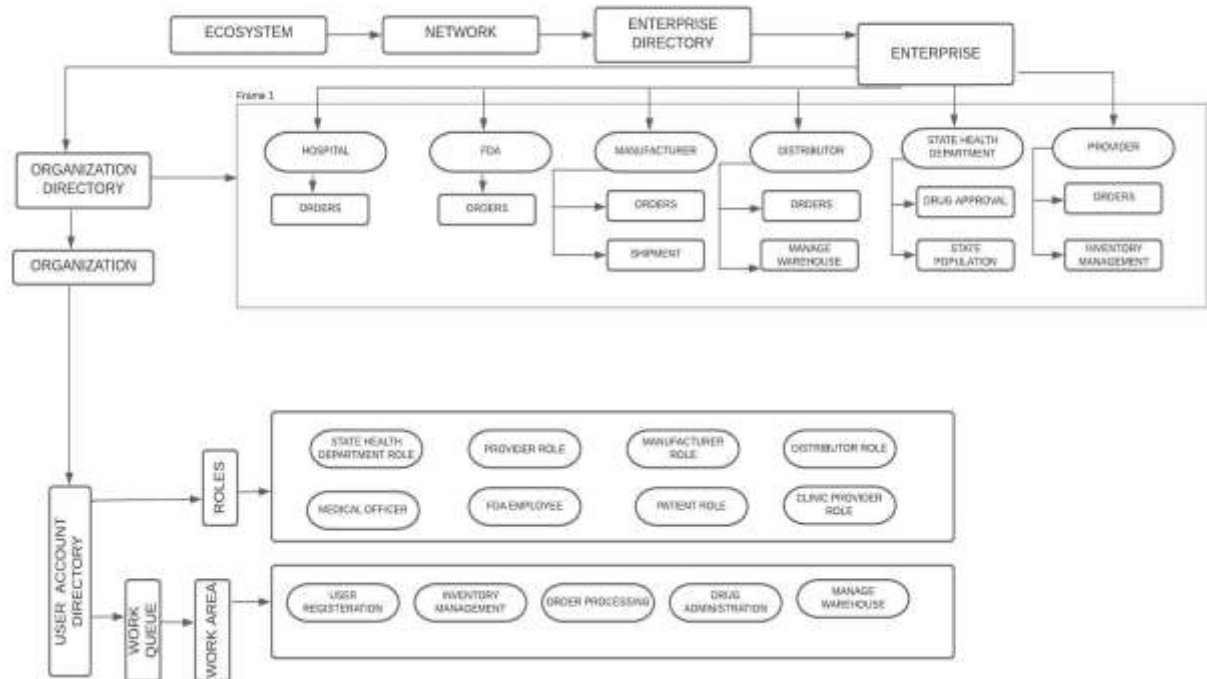 ECOSYSTEM
NETWORK
ENTERPRISE
DIRECTORY
ENTERPRISE
Frame 1
HOSPITAL
FDA
MANUFACTURER
DISTRIBUTOR
STATE HEALTH
DEPARTMENT
PROVIDER
ORGANIZATION
DIRECTORY
ORDERS
ORDERS
ORDERS
ORDERS
DRUG APPROVAL
ORDERS
ORGANIZATION
SHIPMENT
MANAGE
WAREHOUSE
STATE
POPULATION
INVENTORY
MANAGEMENT
STATE HEALTH
DEPARTMENT ROLE
PROVIDER ROLE
MANUFACTURER
ROLE
DISTRIBUTOR ROLE
ROLES
MEDICAL OFFICER
FDA EMPLOYEE
PATIENT ROLE
CLINIC PROVIDER
ROLE
USER ACCOUNT
DIRECTORY
WORK
QUEUE
WORK AREA
USER
REGISTERATION
INVENTORY
MANAGEMENT
ORDER PROCESSING
DRUG
ADMINISTRATION
MANAGE
WAREHOUSE